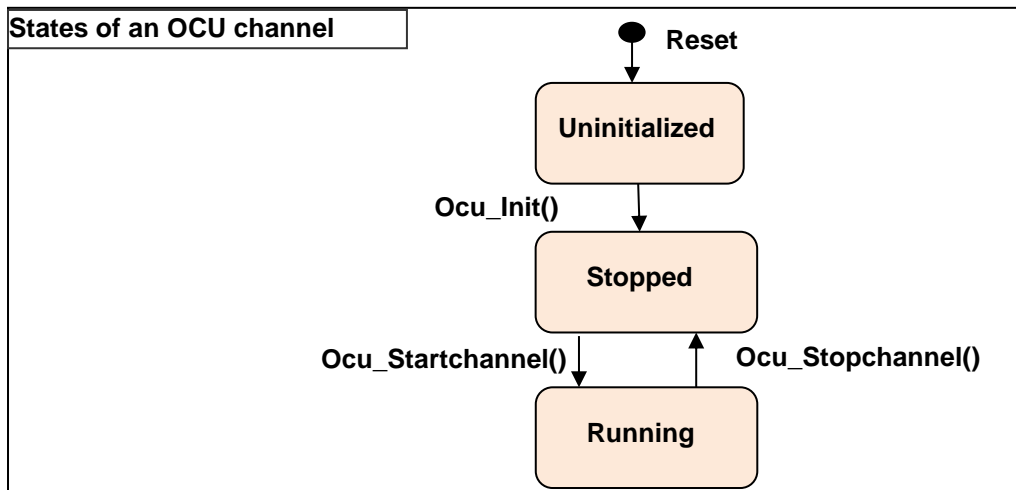 States of an OCU channel
Reset
Uninitialized
Ocu_Init()
Stopped
Ocu_Startchannel()
Ocu_Stopchannel()
Running